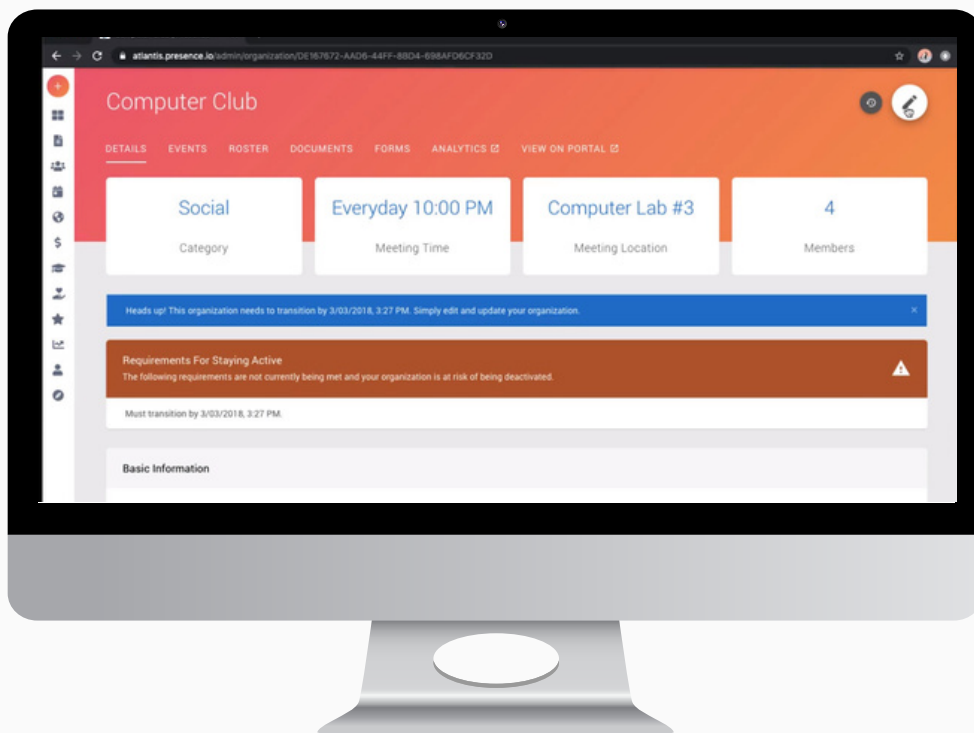 atlantis.presence.io/admin/organization/DE167672-AAD6-44FF-8BD4-698AFD6CF32D
Computer Club
DETAILS EVENTS ROSTER DOCUMENTS FORMS ANALYTICS VIEW ON PORTAL
Social Everyday 10:00 PM Computer Lab #3 4
Category Meeting Time Meeting Location Members
Heads up! This organization needs to transition by 3/03/2018, 3:27 PM. Simply edit and update your organization.
Requirements For Staying Active
The following requirements are not currently being met and your organization is at risk of being deactivated.
Must transition by 3/03/2018, 3:27 PM.
Basic Information